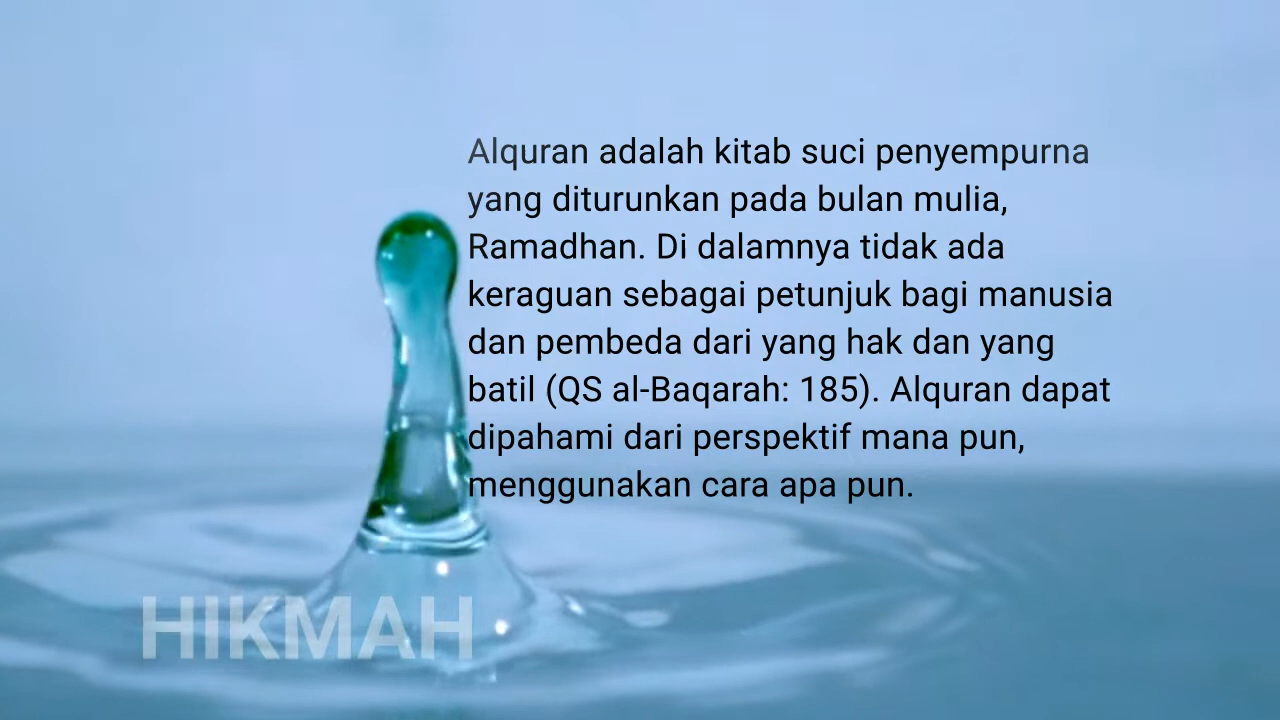 Alquran adalah kitab suci penyempurna
yang diturunkan pada bulan mulia,
Ramadhan. Di dalamnya tidak ada
keraguan sebagai petunjuk bagi manusia
dan pembeda dari yang hak dan yang
batil (QS al-Baqarah: 185). Alquran dapat
dipahami dari perspektif mana pun,
menggunakan cara apa pun.
HIKMAH